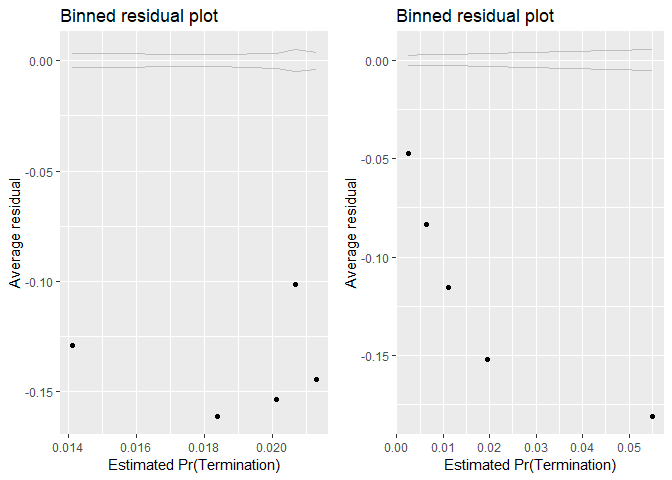 Binned residual plot
Average residual
0.00
-0.05
-0.10
-0.15
0.014 0.016 0.018 0.020
Estimated Pr(Termination)
Binned residual plot
Average residual
0.00
-0.05
-0.10
-0.15
0.00 0.01 0.02 0.03 0.04 0.05
Estimated Pr(Termination)